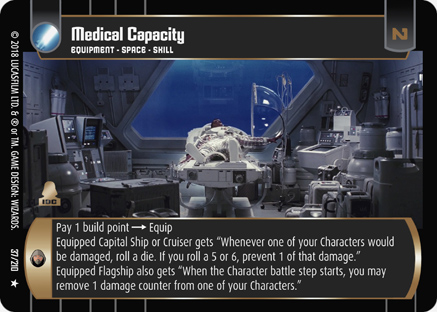 Medical Capacity
N
EQUIPMENT - SPACE - SKILL
Pay 1 build point → Equip
Equipped Capital Ship or Cruiser gets “Whenever one of your Characters would
be damaged, roll a die. If you roll a 5 or 6, prevent 1 of that damage.”
Equipped Flagship also gets “When the Character battle step starts, you may
remove 1 damage counter from one of your Characters.”
© 2018 LUCASFILM LTD. & ® or TM. GAME DESIGN: WIZARDS.
37/210